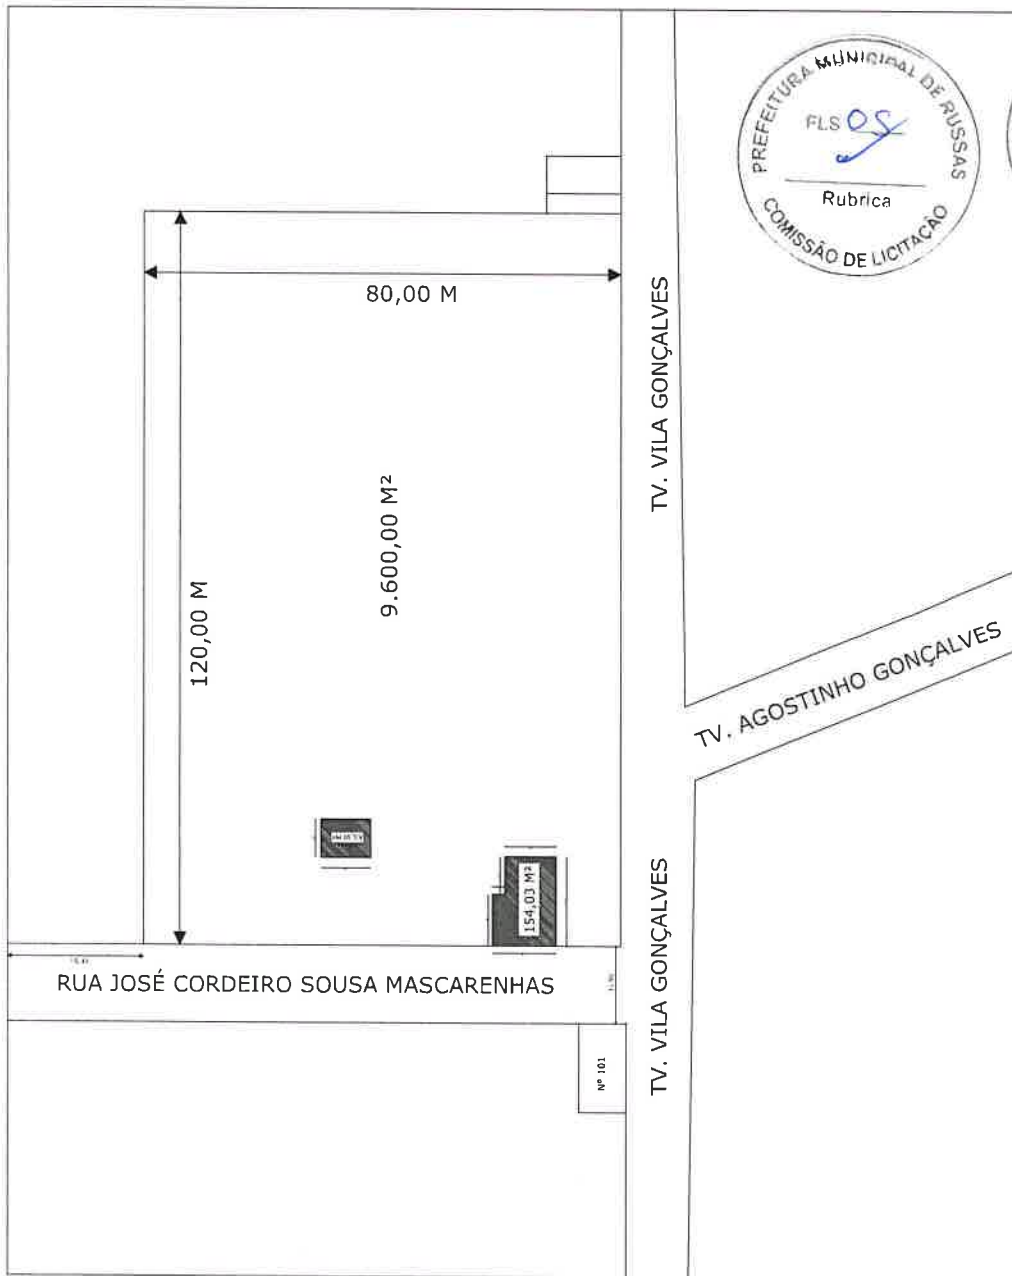 PREFEITURA MUNICIPAL DE RUSSAS
FLS 05
Rubrica
COMISSÃO DE LICITAÇÃO
80,00 M
TV. VILA GONÇALVES
9.600,00 M²
120,00 M
TV. AGOSTINHO GONÇALVES
154,03 M²
RUA JOSÉ CORDEIRO SOUSA MASCARENHAS
TV. VILA GONÇALVES
Nº 101